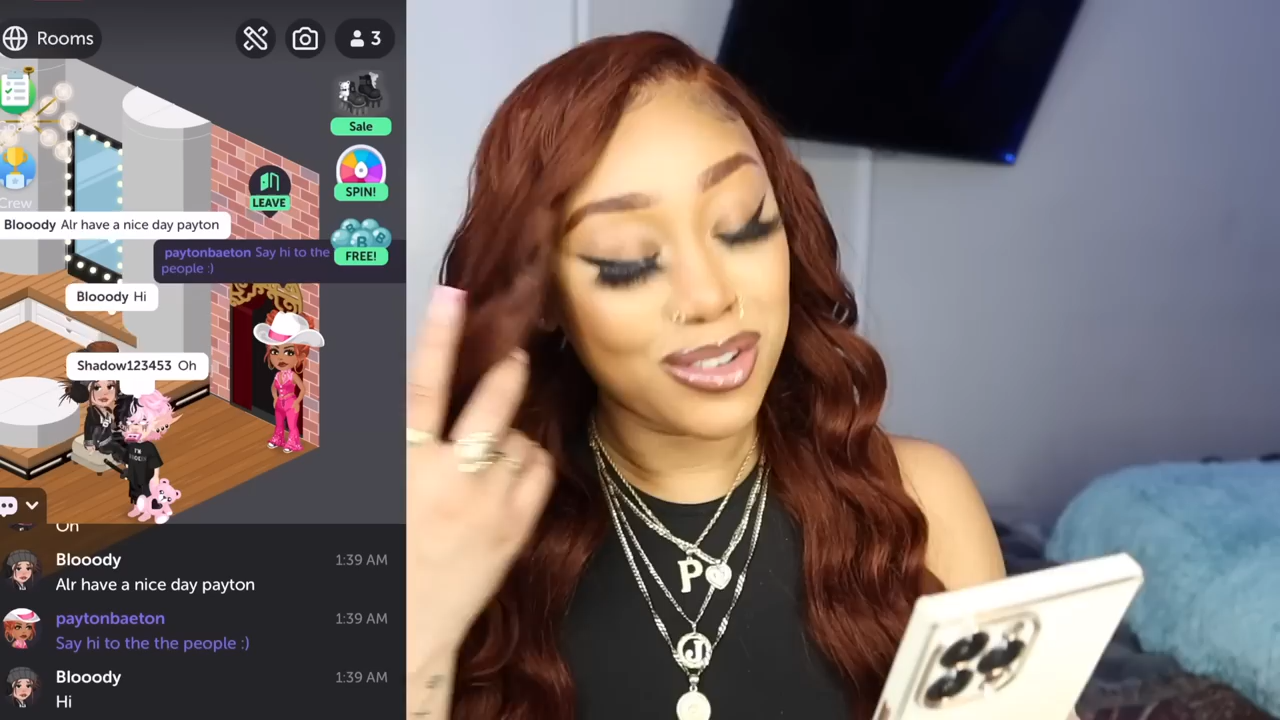 Rooms
3
Sale
SPIN!
LEAVE
Crew
Blooody Alr have a nice day payton
paytonbaeton Say hi to the
people :)
FREE!
Blooody Hi
Shadow123453 Oh
Oh
Blooody 1:39 AM
Alr have a nice day payton
paytonbaeton 1:39 AM
Say hi to the the people :)
Blooody 1:39 AM
Hi
P
J